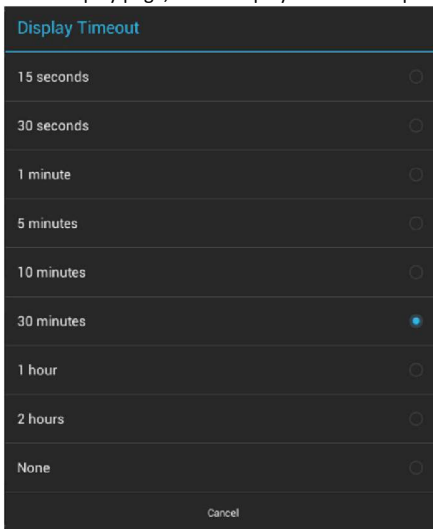 Display Timeout
15 seconds
30 seconds
1 minute
5 minutes
10 minutes
30 minutes
1 hour
2 hours
None
Cancel